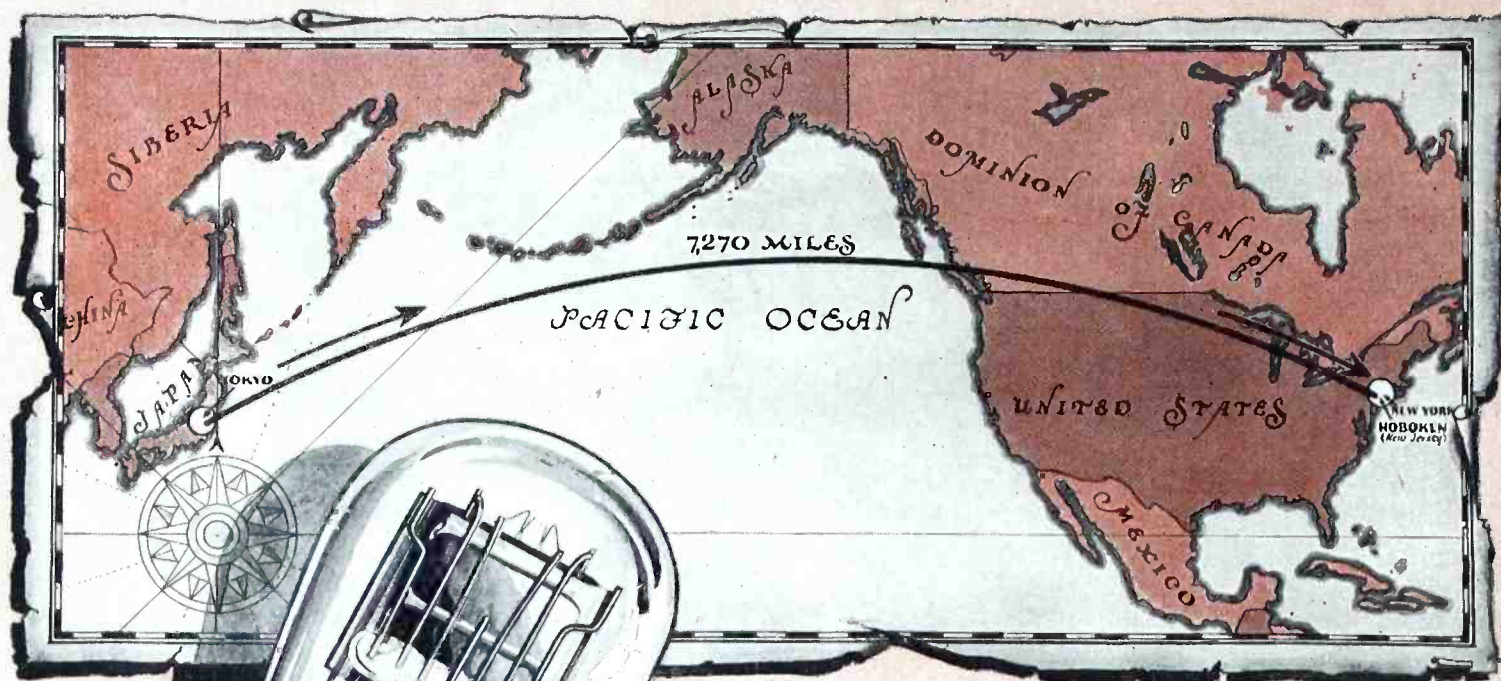 SIBERIA
ALASKA
DOMINION
OF
CANADA
7,270 MILES
PACIFIC OCEAN
CHINA
JAPAN
TOKYO
UNITED STATES
NEW YORK
HOBOKEN
(New Jersey)
MEXICO